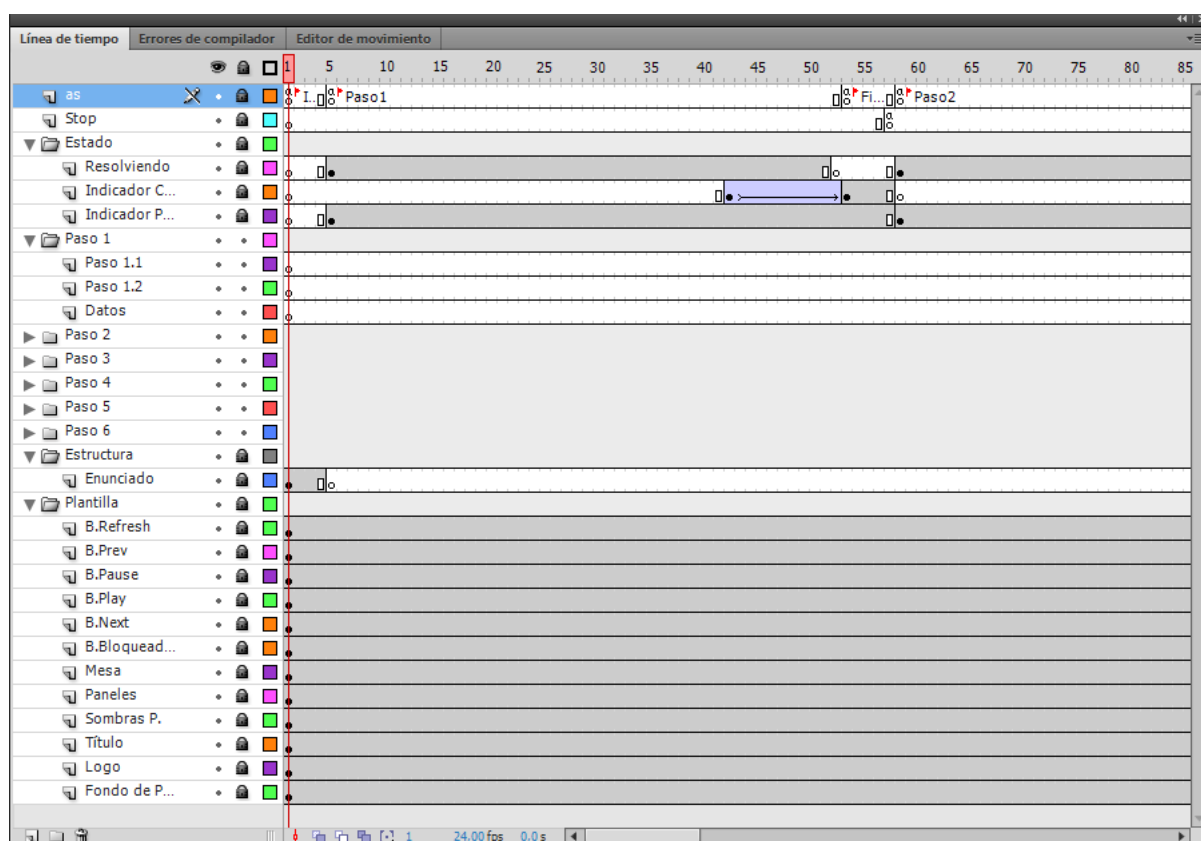 Línea de tiempo Errores de compilador Editor de movimiento
1 5 10 15 20 25 30 35 40 45 50 55 60 65 70 75 80 85
as I... Paso1 Fi... Paso2
Stop
Estado
Resolviendo
Indicador C...
Indicador P...
Paso 1
Paso 1.1
Paso 1.2
Datos
Paso 2
Paso 3
Paso 4
Paso 5
Paso 6
Estructura
Enunciado
Plantilla
B.Refresh
B.Prev
B.Pause
B.Play
B.Next
B.Bloquead...
Mesa
Paneles
Sombras P.
Título
Logo
Fondo de P...
1 24.00 fps 0.0 s